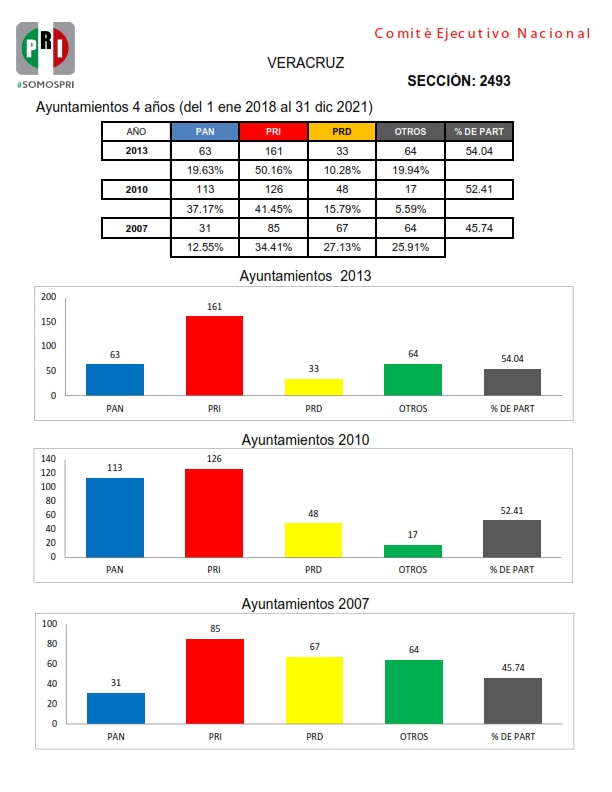 Comité Ejecutivo Nacional
PRI
#SOMOSPRI
VERACRUZ
SECCIÓN: 2493
Ayuntamientos 4 años (del 1 ene 2018 al 31 dic 2021)
AÑO PAN PRI PRD OTROS % DE PART
2013 63 161 33 64 54.04
19.63% 50.16% 10.28% 19.94%
2010 113 126 48 17 52.41
37.17% 41.45% 15.79% 5.59%
2007 31 85 67 64 45.74
12.55% 34.41% 27.13% 25.91%
Ayuntamientos 2013
200
150
100
50
0
63 161 33 64 54.04
PAN PRI PRD OTROS % DE PART
Ayuntamientos 2010
140
120
100
80
60
40
20
0
113 126 48 17 52.41
PAN PRI PRD OTROS % DE PART
Ayuntamientos 2007
100
80
60
40
20
0
31 85 67 64 45.74
PAN PRI PRD OTROS % DE PART